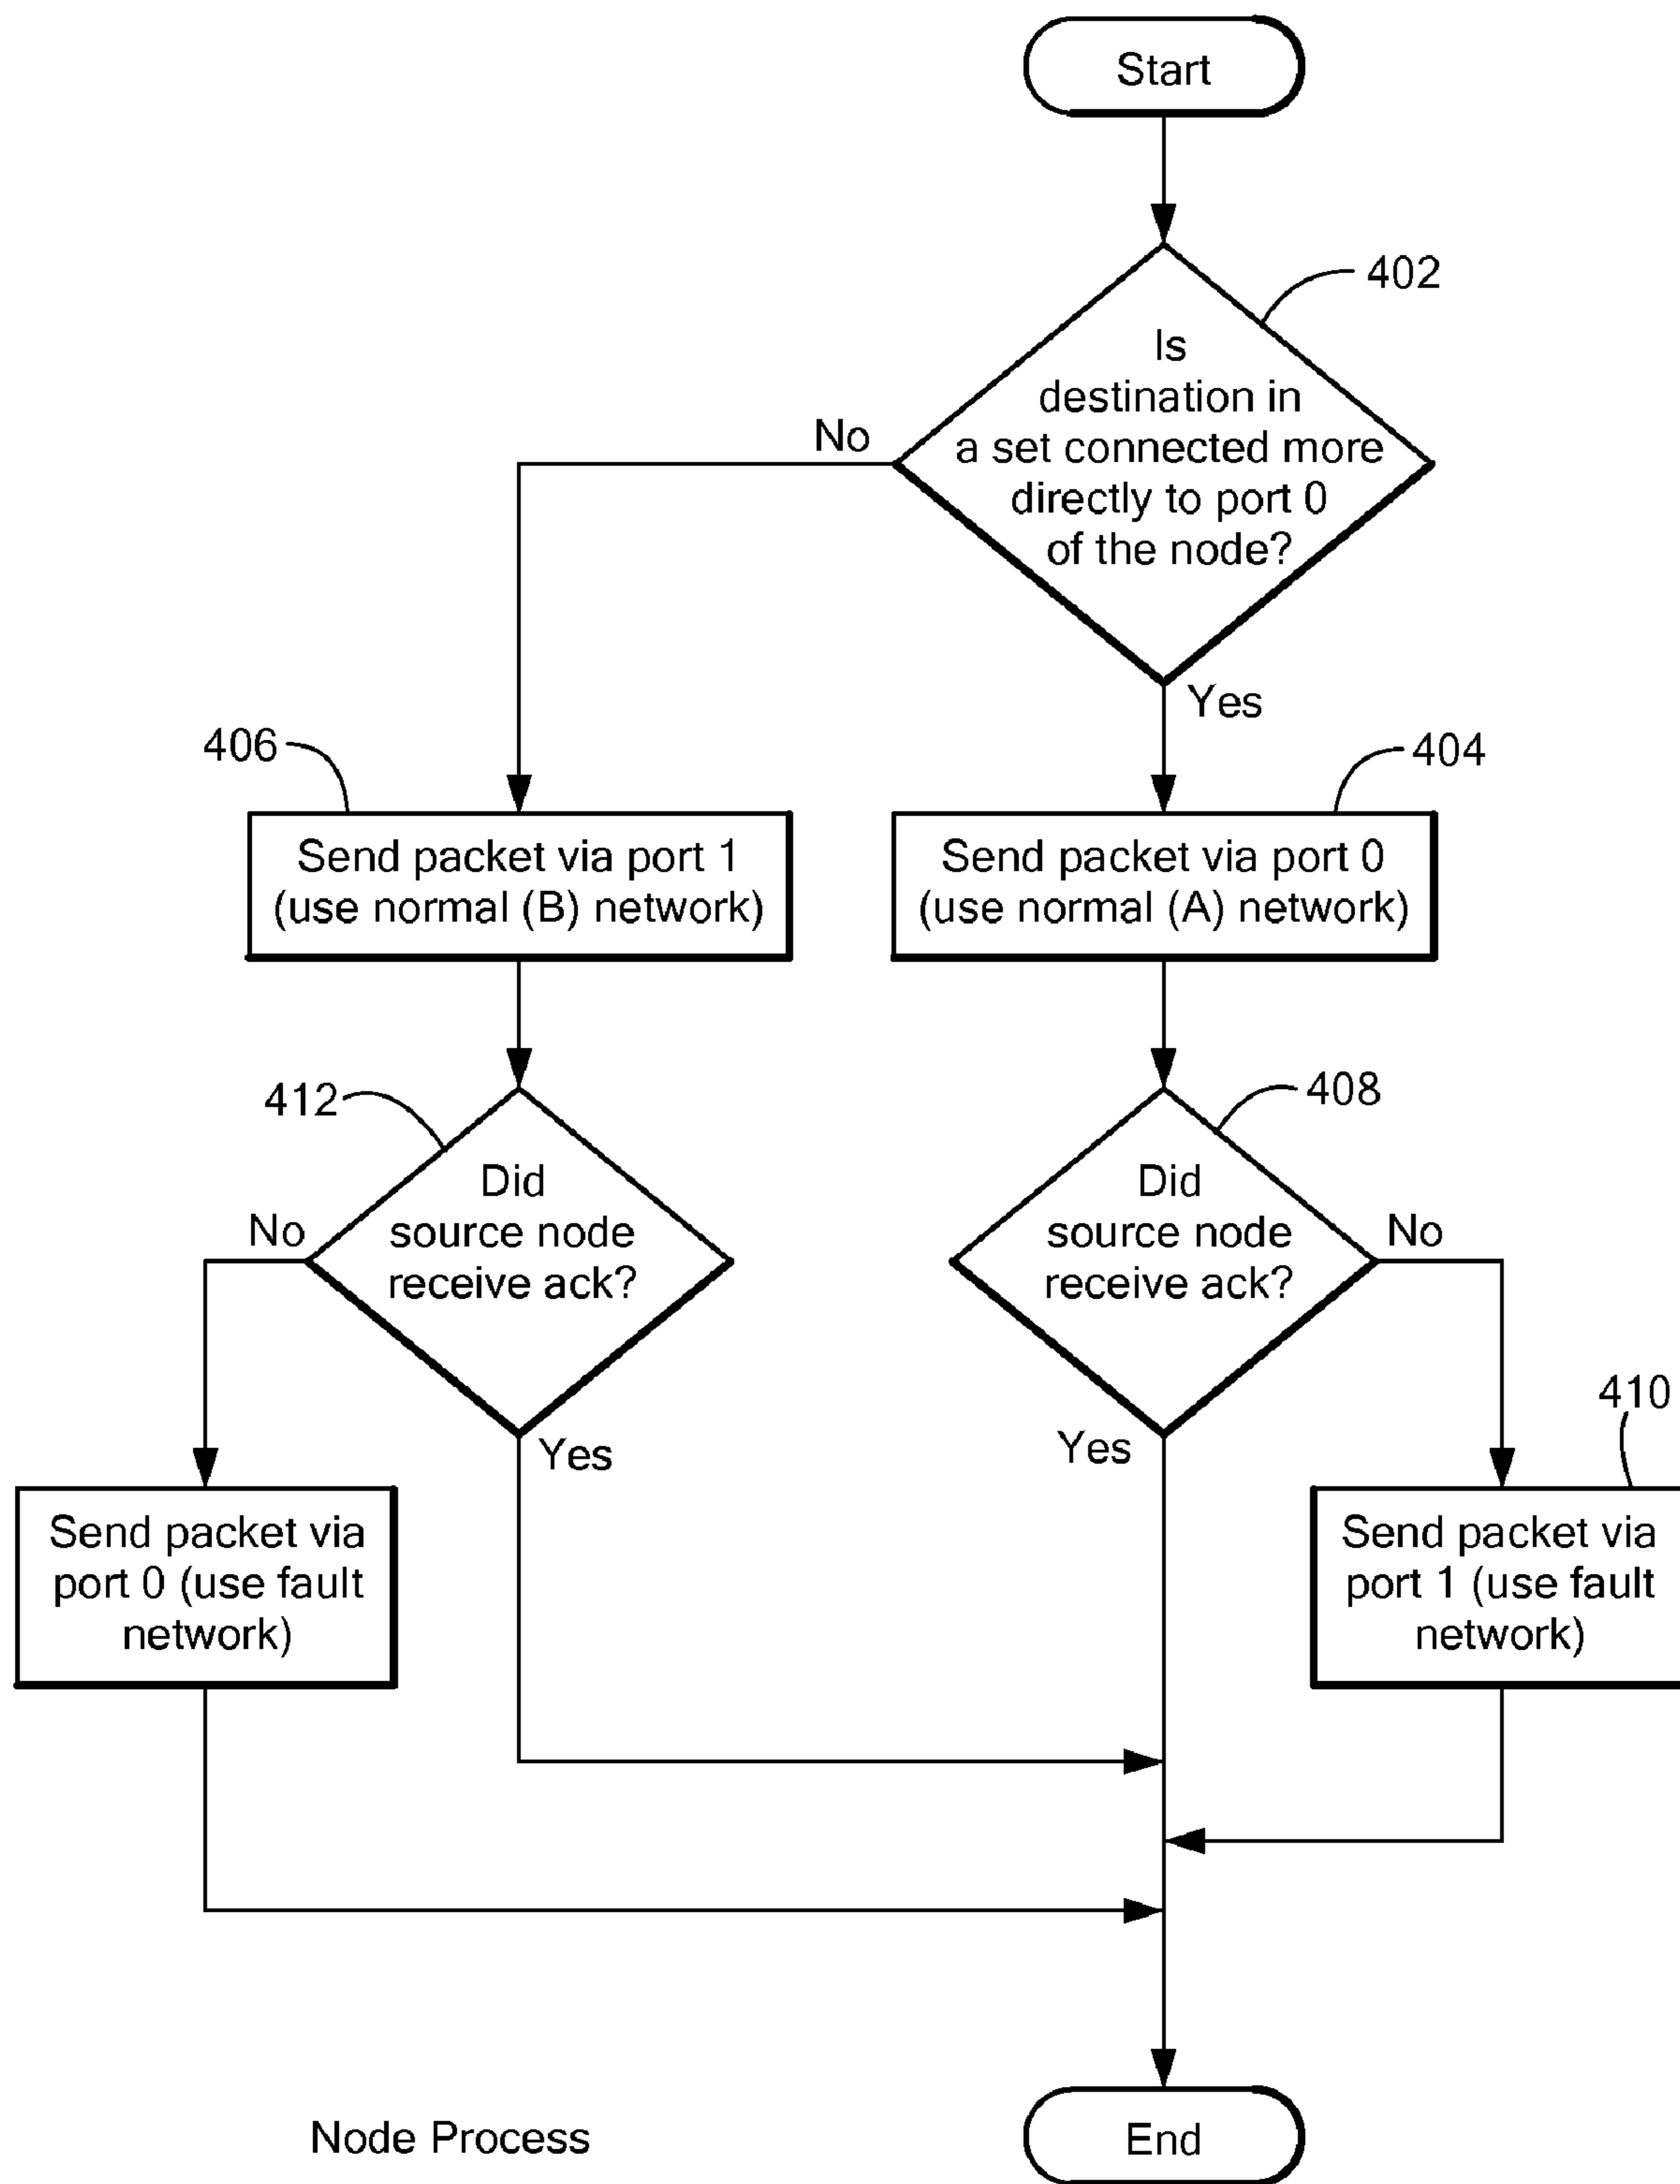 Start
402
Is
destination in
a set connected more
directly to port 0
of the node?
No
Yes
406
404
Send packet via port 1
(use normal (B) network)
Send packet via port 0
(use normal (A) network)
412
408
Did
source node
receive ack?
No
Yes
Did
source node
receive ack?
No
Yes
410
Send packet via
port 0 (use fault
network)
Send packet via
port 1 (use fault
network)
Node Process
End